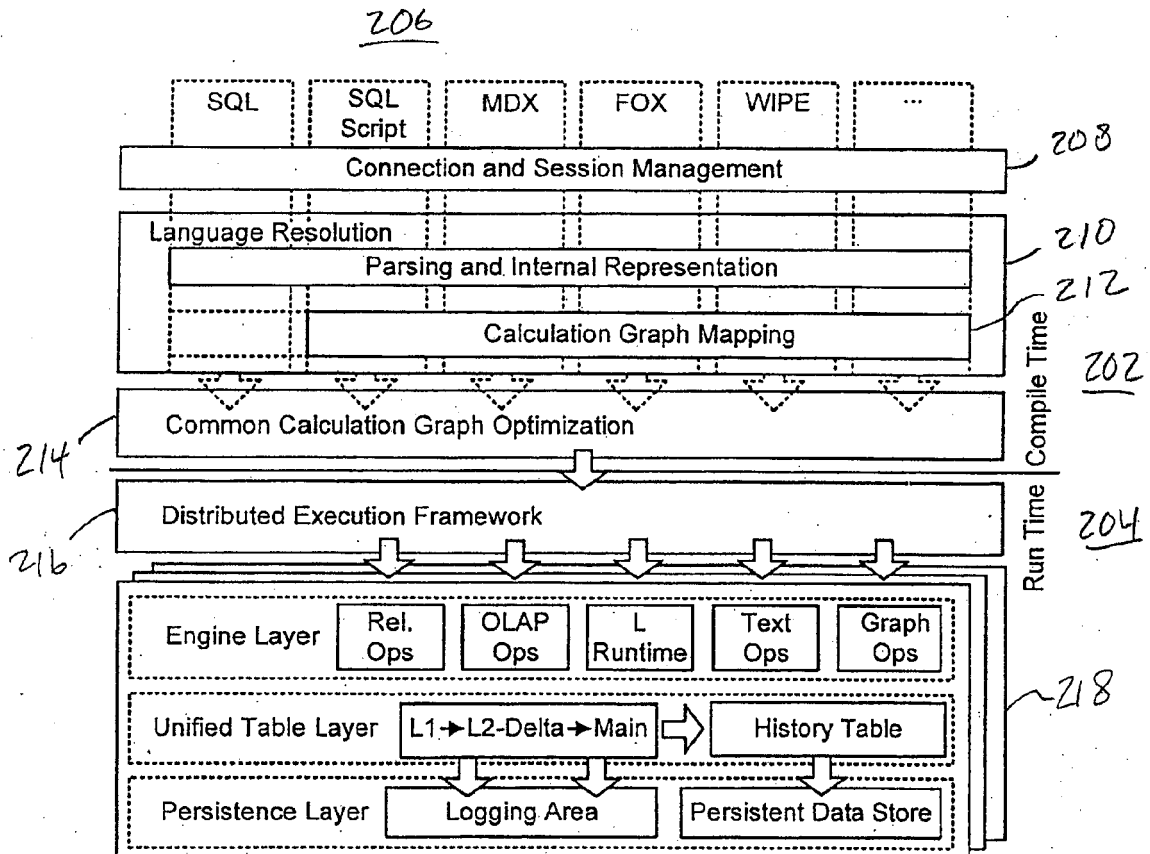 206
SQL SQL Script MDX FOX WIPE ...
Connection and Session Management
208
Language Resolution
210
Parsing and Internal Representation
212
Calculation Graph Mapping
Compile Time
202
Common Calculation Graph Optimization
214
Distributed Execution Framework
216
Run Time
204
Engine Layer
Rel. Ops
OLAP Ops
L Runtime
Text Ops
Graph Ops
218
Unified Table Layer
L1→L2-Delta→Main
History Table
Persistence Layer
Logging Area
Persistent Data Store